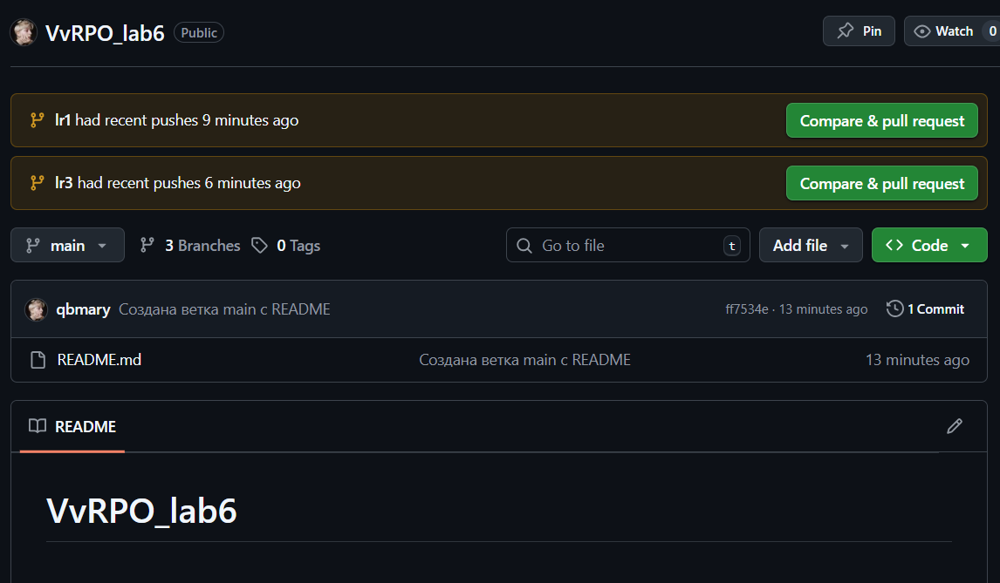 VvRPO_lab6 Public Pin Watch 0
lr1 had recent pushes 9 minutes ago Compare & pull request
lr3 had recent pushes 6 minutes ago Compare & pull request
main 3 Branches 0 Tags Go to file t Add file Code
qbmary Создана ветка main с README ff7534e · 13 minutes ago 1 Commit
README.md Создана ветка main с README 13 minutes ago
README
VvRPO_lab6